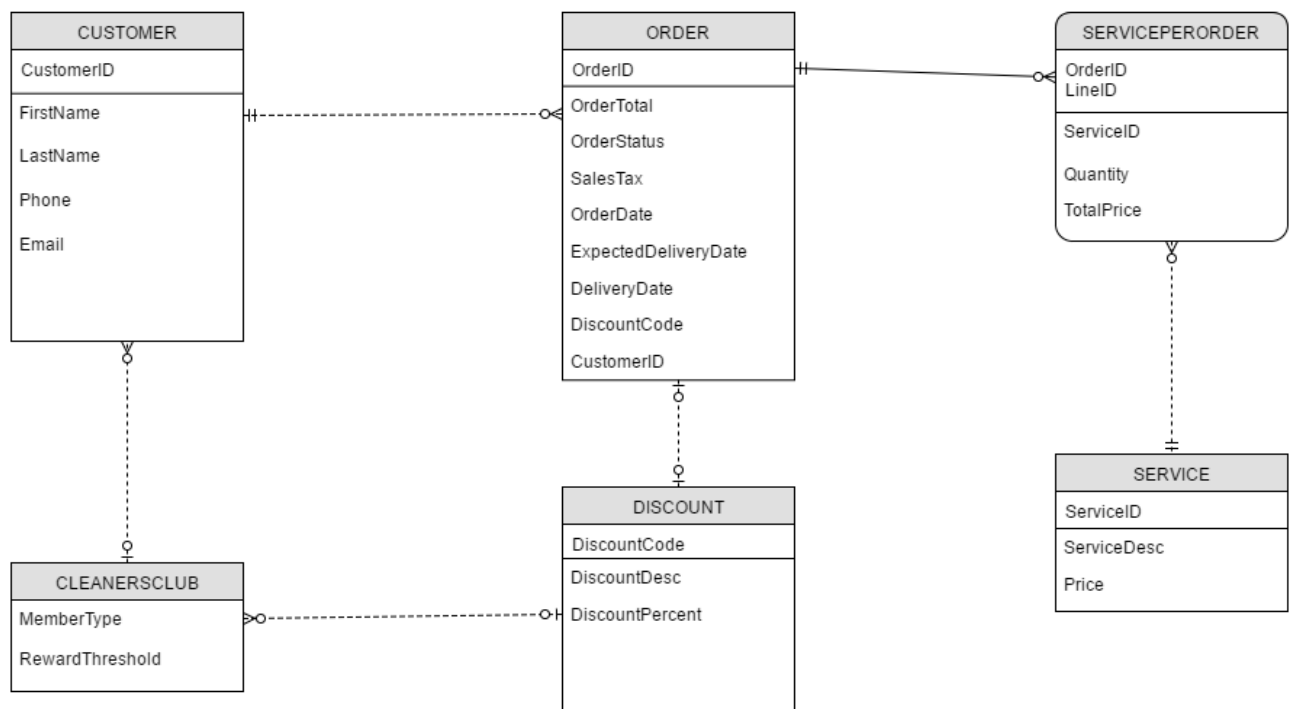 CUSTOMER
CustomerID
FirstName
LastName
Phone
Email
ORDER
OrderID
OrderTotal
OrderStatus
SalesTax
OrderDate
ExpectedDeliveryDate
DeliveryDate
DiscountCode
CustomerID
SERVICEPERORDER
OrderID
LineID
ServiceID
Quantity
TotalPrice
CLEANERSCLUB
MemberType
RewardThreshold
DISCOUNT
DiscountCode
DiscountDesc
DiscountPercent
SERVICE
ServiceID
ServiceDesc
Price